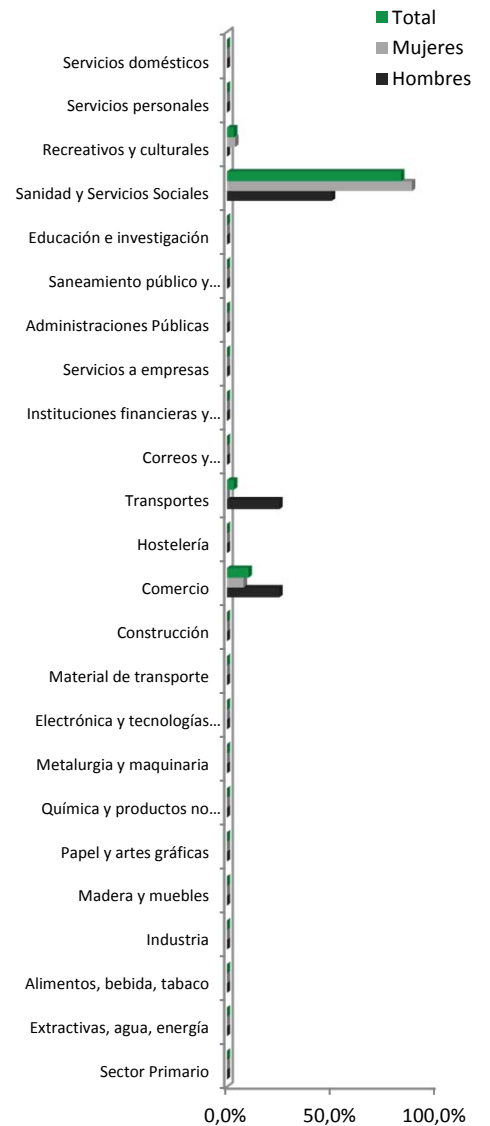 Total
Mujeres
Hombres
Servicios domésticos
Servicios personales
Recreativos y culturales
Sanidad y Servicios Sociales
Educación e investigación
Saneamiento público y...
Administraciones Públicas
Servicios a empresas
Instituciones financieras y...
Correos y...
Transportes
Hostelería
Comercio
Construcción
Material de transporte
Electrónica y tecnologías...
Metalurgia y maquinaria
Química y productos no...
Papel y artes gráficas
Madera y muebles
Industria
Alimentos, bebida, tabaco
Extractivas, agua, energía
Sector Primario
0,0% 50,0% 100,0%